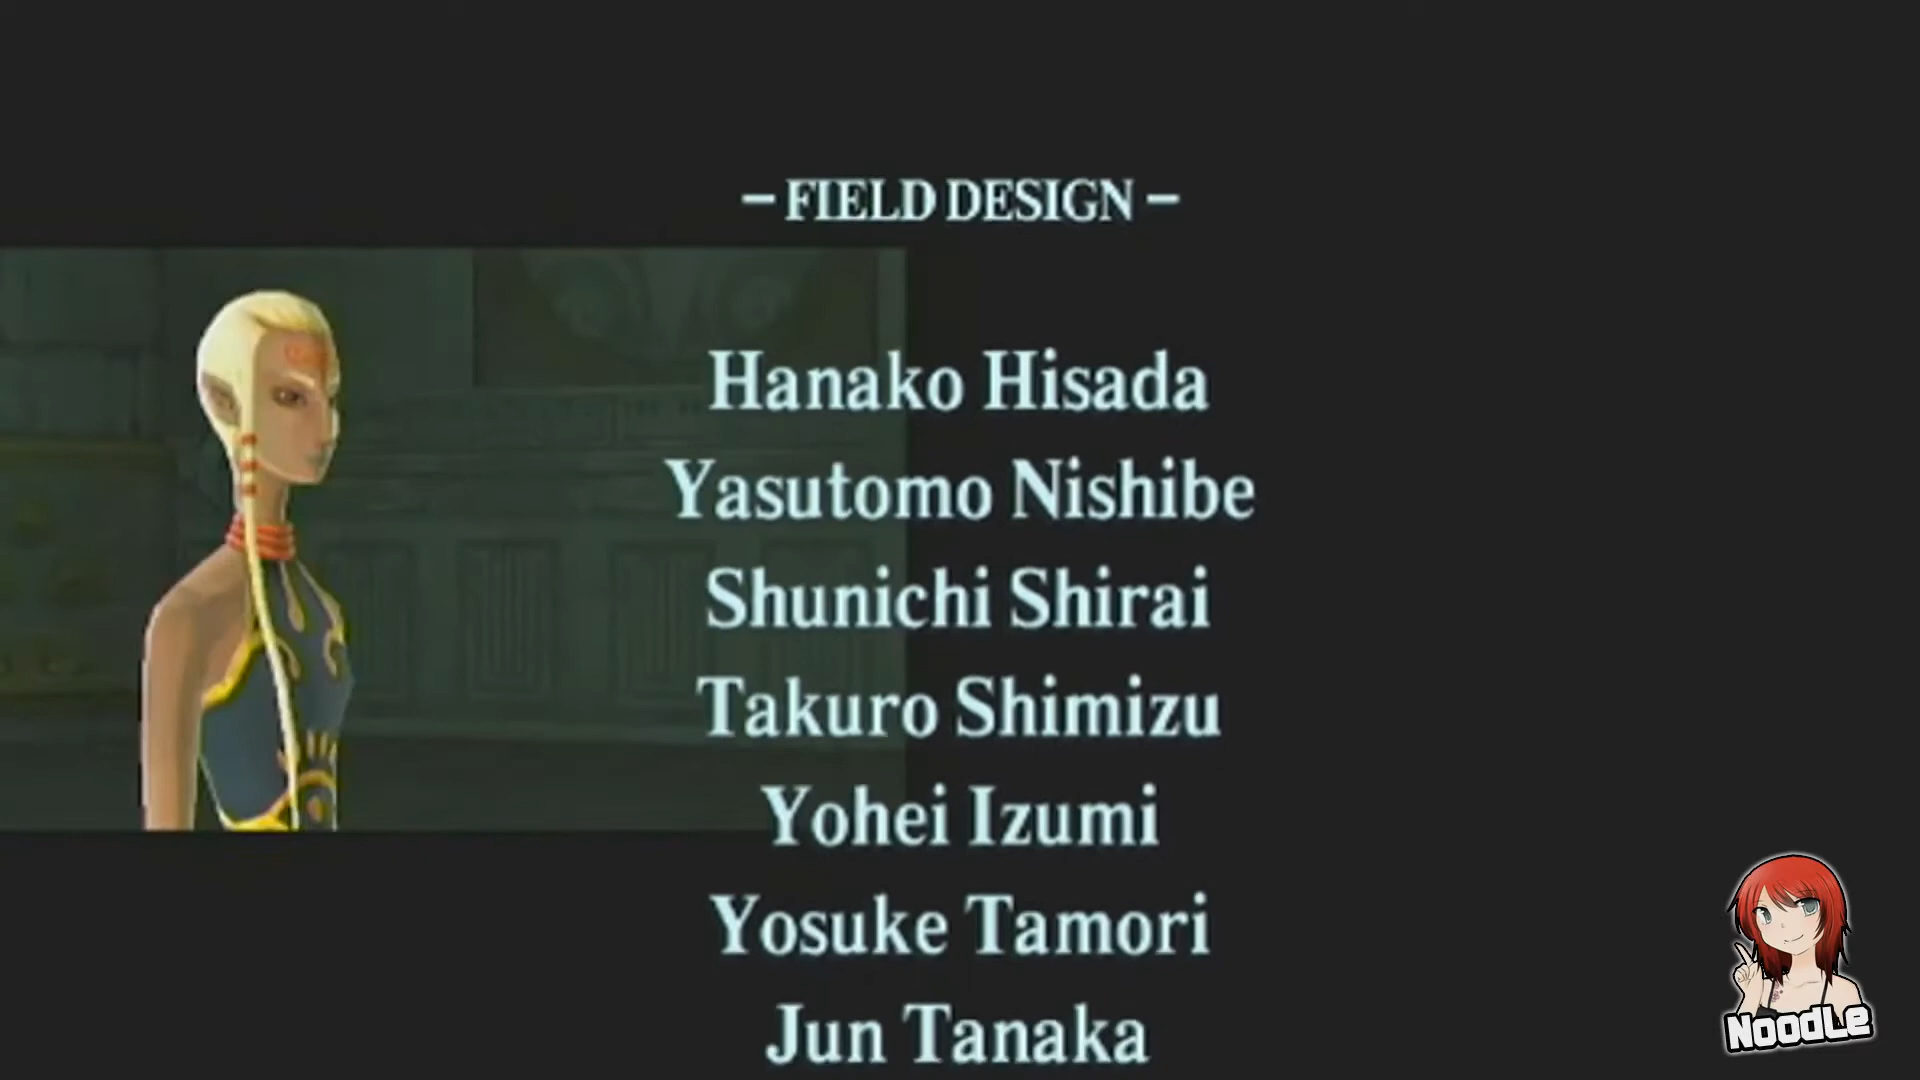 – FIELD DESIGN –
Hanako Hisada
Yasutomo Nishibe
Shunichi Shirai
Takuro Shimizu
Yohei Izumi
Yosuke Tamori
Jun Tanaka
NoodLe